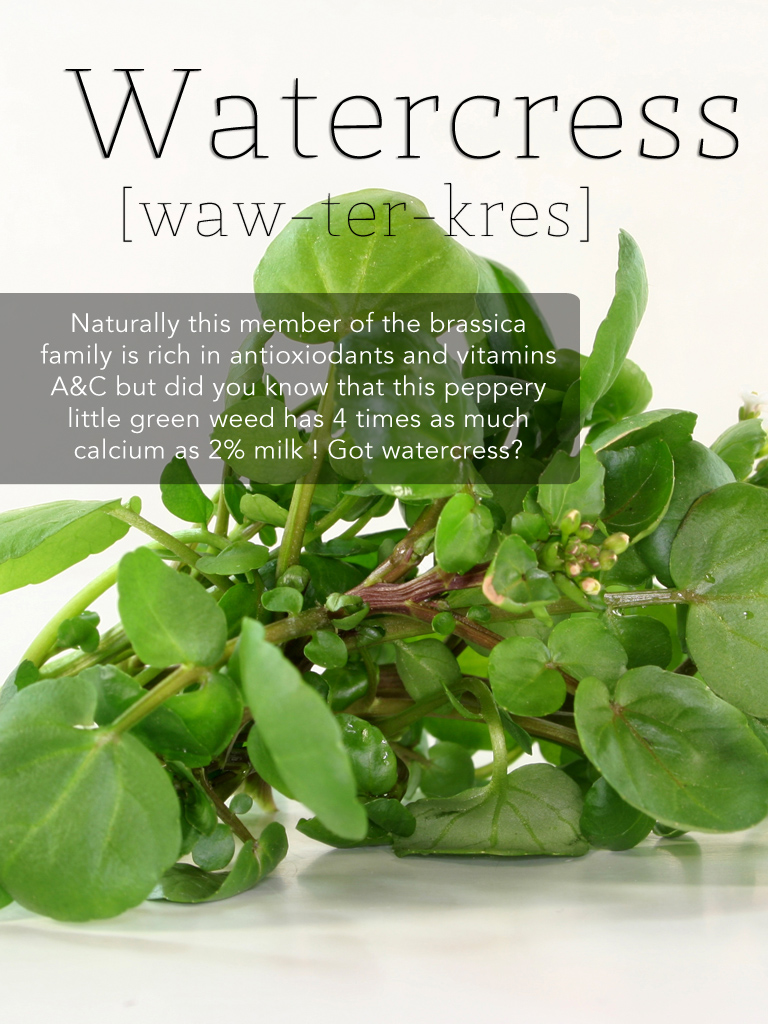 Watercress
[waw-ter-kres]
Naturally this member of the brassica
family is rich in antioxiodants and vitamins
A&C but did you know that this peppery
little green weed has 4 times as much
calcium as 2% milk ! Got watercress?